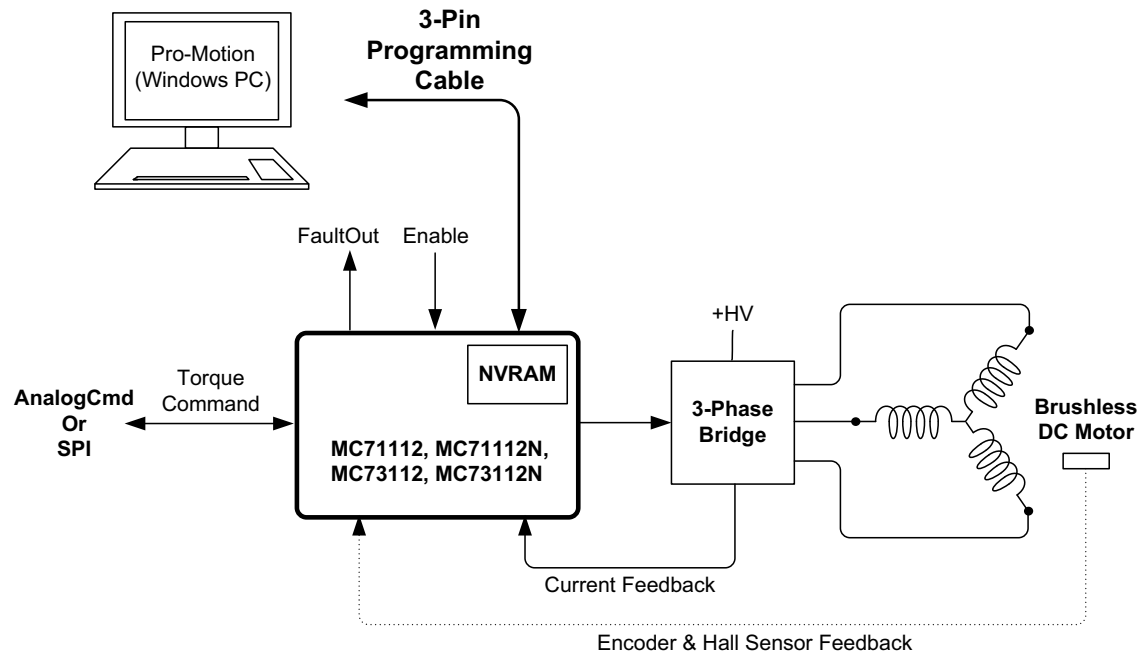 3-Pin
Programming
Cable
Pro-Motion
(Windows PC)
FaultOut
Enable
+HV
NVRAM
AnalogCmd
Or
SPI
Torque
Command
MC71112, MC71112N,
MC73112, MC73112N
3-Phase
Bridge
Brushless
DC Motor
Current Feedback
Encoder & Hall Sensor Feedback